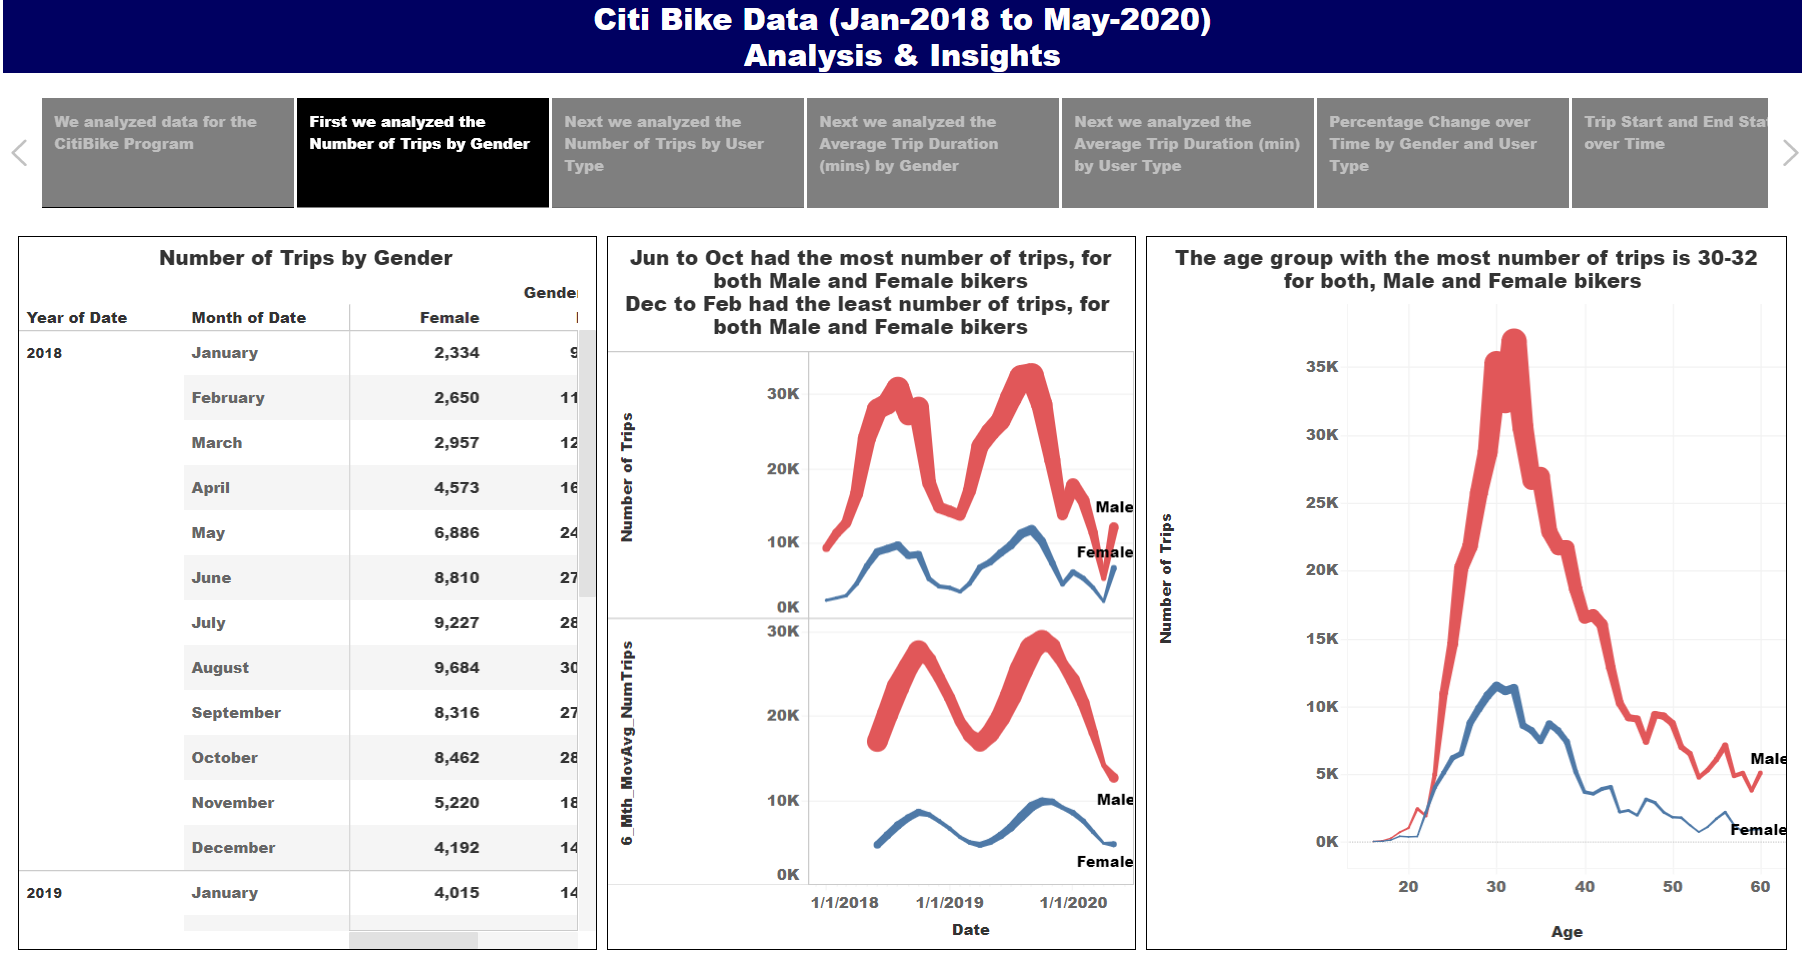 Citi Bike Data (Jan-2018 to May-2020)
Analysis & Insights
We analyzed data for the
CitiBike Program
First we analyzed the
Number of Trips by Gender
Next we analyzed the
Number of Trips by User
Type
Next we analyzed the
Average Trip Duration
(mins) by Gender
Next we analyzed the
Average Trip Duration (min)
by User Type
Percentage Change over
Time by Gender and User
Type
Trip Start and End Stat
over Time
Number of Trips by Gender
Gender
Year of Date Month of Date Female
2018 January 2,334 9
February 2,650 11
March 2,957 12
April 4,573 16
May 6,886 24
June 8,810 27
July 9,227 28
August 9,684 30
September 8,316 27
October 8,462 28
November 5,220 18
December 4,192 14
2019 January 4,015 14
Jun to Oct had the most number of trips, for
both Male and Female bikers
Dec to Feb had the least number of trips, for
both Male and Female bikers
Number of Trips
30K
20K
10K
0K
Male
Female
6_Mth_MovAvg_NumTrips
30K
20K
10K
0K
Male
Female
1/1/2018 1/1/2019 1/1/2020
Date
The age group with the most number of trips is 30-32
for both, Male and Female bikers
Number of Trips
35K
30K
25K
20K
15K
10K
5K
0K
Male
Female
20 30 40 50 60
Age